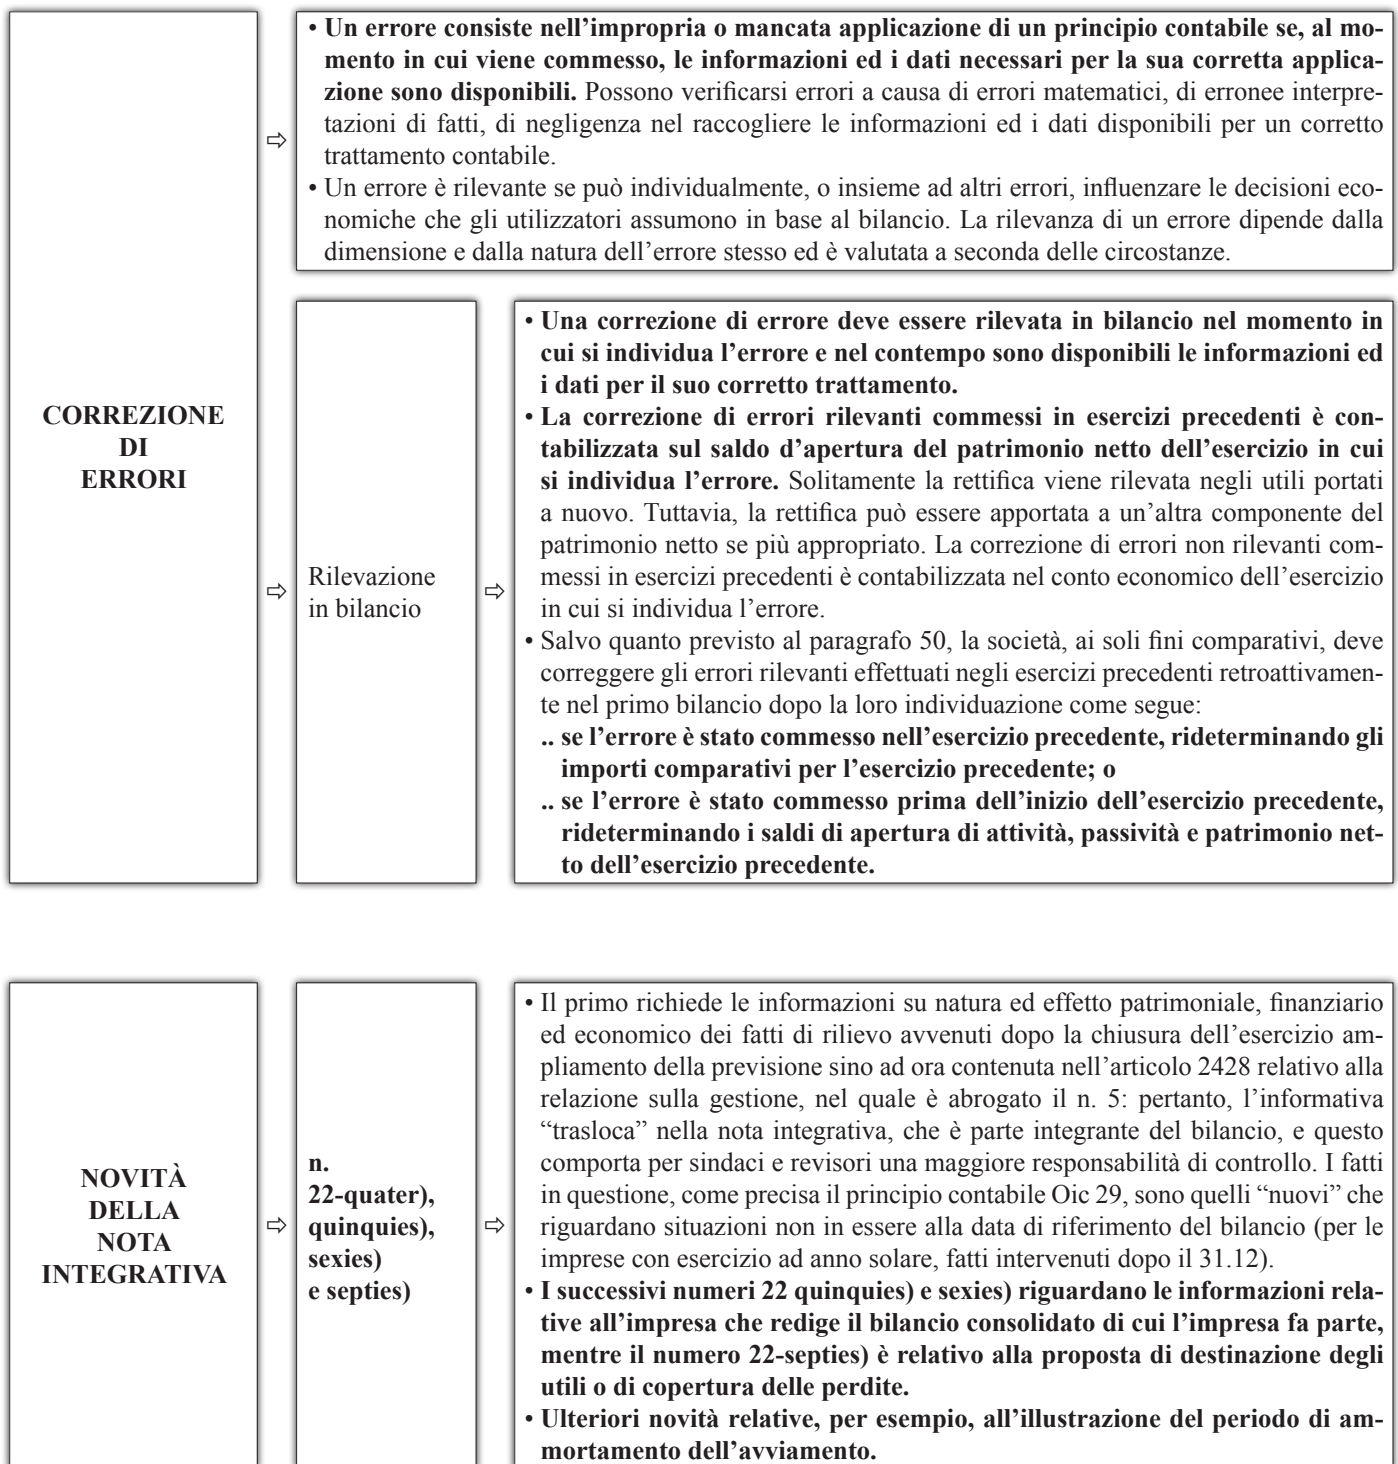 CORREZIONE
DI
ERRORI
⇨
• Un errore consiste nell’impropria o mancata applicazione di un principio contabile se, al mo-
mento in cui viene commesso, le informazioni ed i dati necessari per la sua corretta applica-
zione sono disponibili. Possono verificarsi errori a causa di errori matematici, di erronee interpre-
tazioni di fatti, di negligenza nel raccogliere le informazioni ed i dati disponibili per un corretto
trattamento contabile.
• Un errore è rilevante se può individualmente, o insieme ad altri errori, influenzare le decisioni eco-
nomiche che gli utilizzatori assumono in base al bilancio. La rilevanza di un errore dipende dalla
dimensione e dalla natura dell’errore stesso ed è valutata a seconda delle circostanze.
⇨
Rilevazione
in bilancio
⇨
• Una correzione di errore deve essere rilevata in bilancio nel momento in
cui si individua l’errore e nel contempo sono disponibili le informazioni ed
i dati per il suo corretto trattamento.
• La correzione di errori rilevanti commessi in esercizi precedenti è con-
tabilizzata sul saldo d’apertura del patrimonio netto dell’esercizio in cui
si individua l’errore. Solitamente la rettifica viene rilevata negli utili portati
a nuovo. Tuttavia, la rettifica può essere apportata a un’altra componente del
patrimonio netto se più appropriato. La correzione di errori non rilevanti com-
messi in esercizi precedenti è contabilizzata nel conto economico dell’esercizio
in cui si individua l’errore.
• Salvo quanto previsto al paragrafo 50, la società, ai soli fini comparativi, deve
correggere gli errori rilevanti effettuati negli esercizi precedenti retroattivamen-
te nel primo bilancio dopo la loro individuazione come segue:
.. se l’errore è stato commesso nell’esercizio precedente, rideterminando gli
importi comparativi per l’esercizio precedente; o
.. se l’errore è stato commesso prima dell’inizio dell’esercizio precedente,
rideterminando i saldi di apertura di attività, passività e patrimonio net-
to dell’esercizio precedente.
NOVITÀ
DELLA
NOTA
INTEGRATIVA
⇨
n.
22-quater),
quinquies),
sexies)
e septies)
⇨
• Il primo richiede le informazioni su natura ed effetto patrimoniale, finanziario
ed economico dei fatti di rilievo avvenuti dopo la chiusura dell’esercizio am-
pliamento della previsione sino ad ora contenuta nell’articolo 2428 relativo alla
relazione sulla gestione, nel quale è abrogato il n. 5: pertanto, l’informativa
“trasloca” nella nota integrativa, che è parte integrante del bilancio, e questo
comporta per sindaci e revisori una maggiore responsabilità di controllo. I fatti
in questione, come precisa il principio contabile Oic 29, sono quelli “nuovi” che
riguardano situazioni non in essere alla data di riferimento del bilancio (per le
imprese con esercizio ad anno solare, fatti intervenuti dopo il 31.12).
• I successivi numeri 22 quinquies) e sexies) riguardano le informazioni rela-
tive all’impresa che redige il bilancio consolidato di cui l’impresa fa parte,
mentre il numero 22-septies) è relativo alla proposta di destinazione degli
utili o di copertura delle perdite.
• Ulteriori novità relative, per esempio, all’illustrazione del periodo di am-
mortamento dell’avviamento.